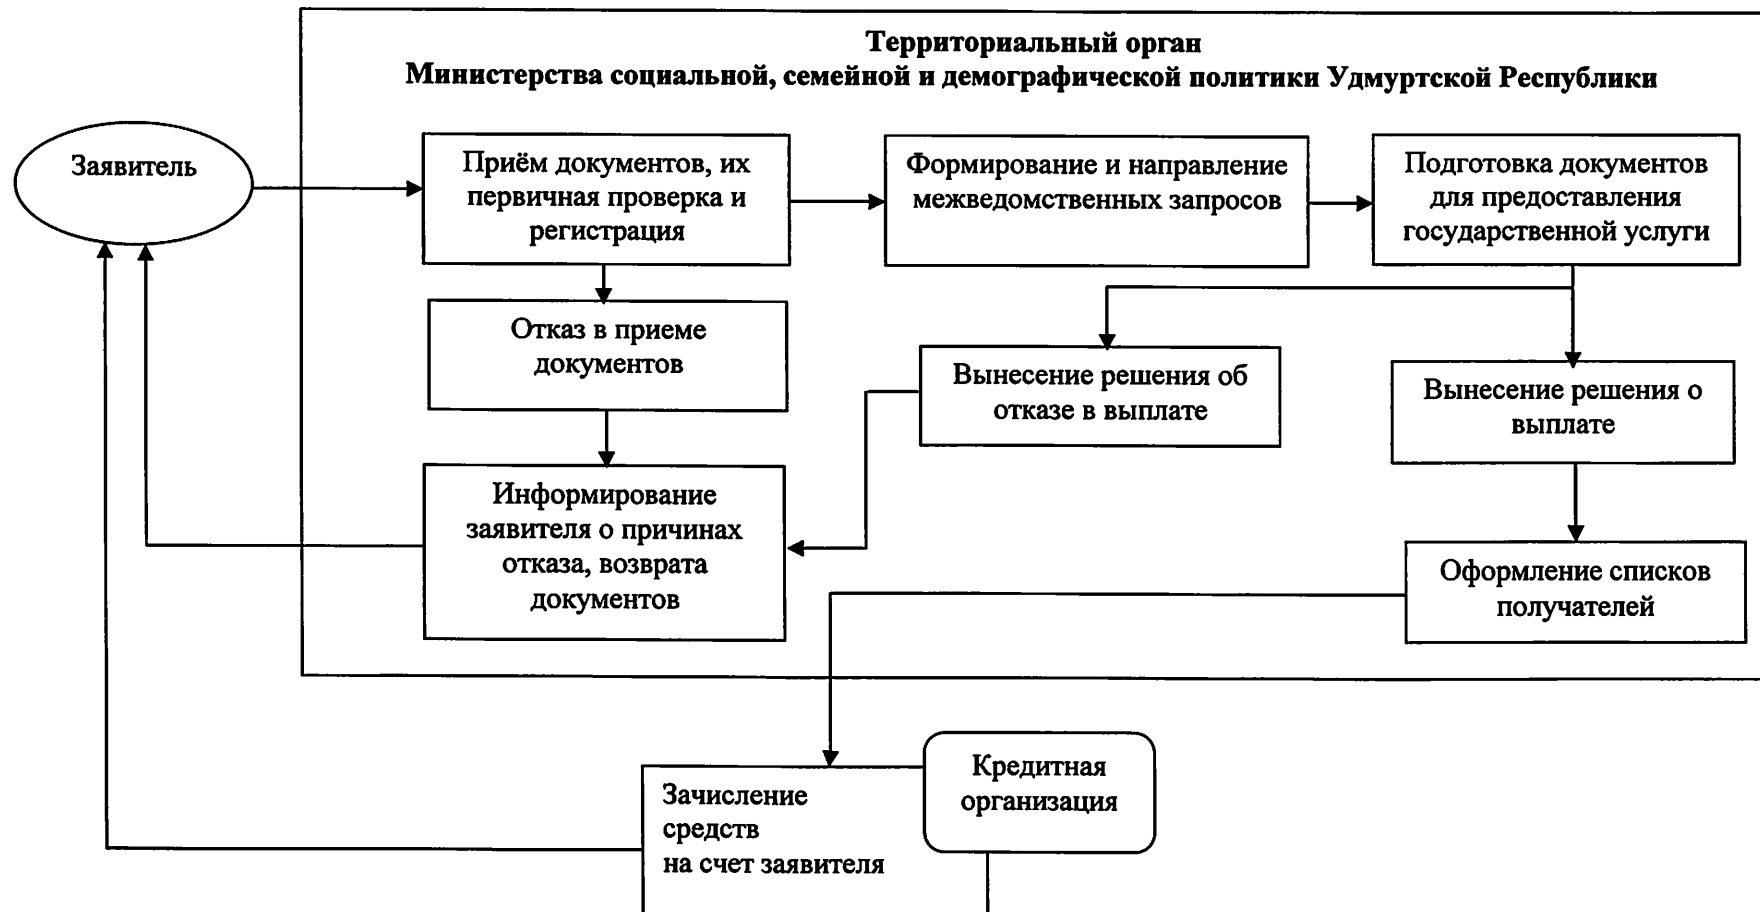 Территориальный орган
Министерства социальной, семейной и демографической политики Удмуртской Республики
Заявитель
Приём документов, их
первичная проверка и
регистрация
Формирование и направление
межведомственных запросов
Подготовка документов
для предоставления
государственной услуги
Отказ в приеме
документов
Вынесение решения об
отказе в выплате
Вынесение решения о
выплате
Информирование
заявителя о причинах
отказа, возврата
документов
Оформление списков
получателей
Кредитная
организация
Зачисление
средств
на счет заявителя